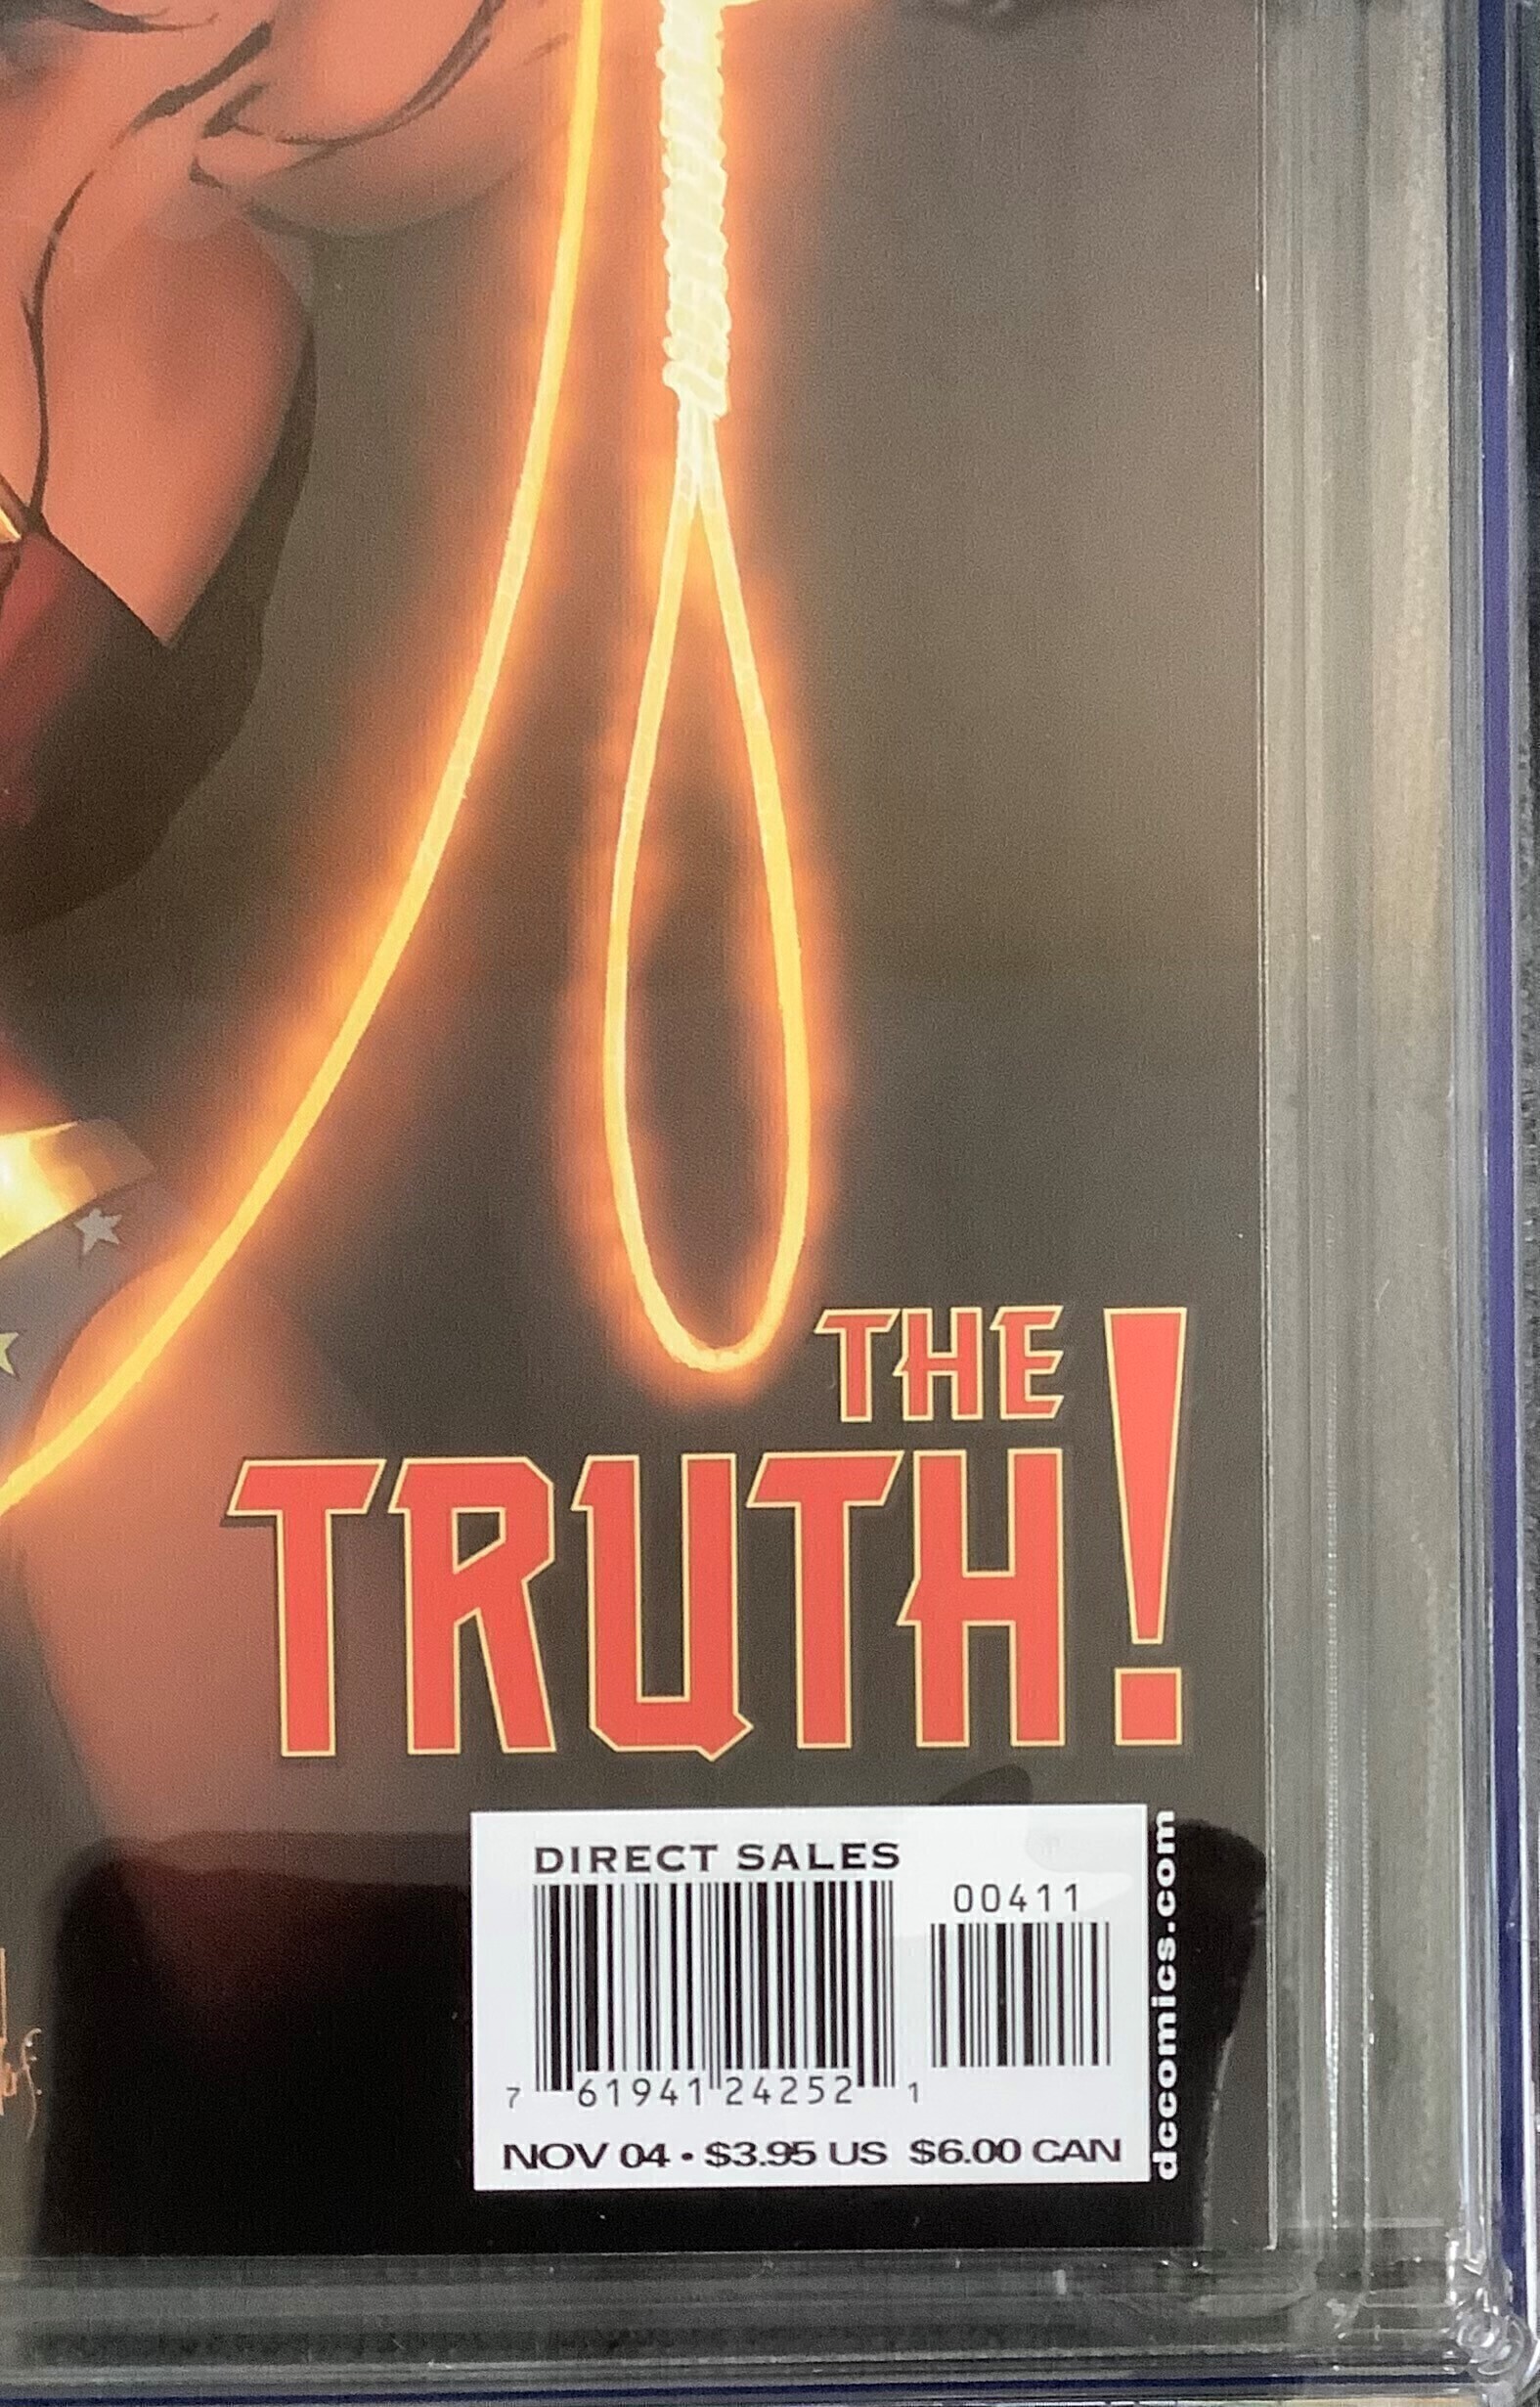 THE
TRUTH!
DIRECT SALES
00411
7 61941 24252 1
NOV 04 • $3.95 US $6.00 CAN
dccomics.com